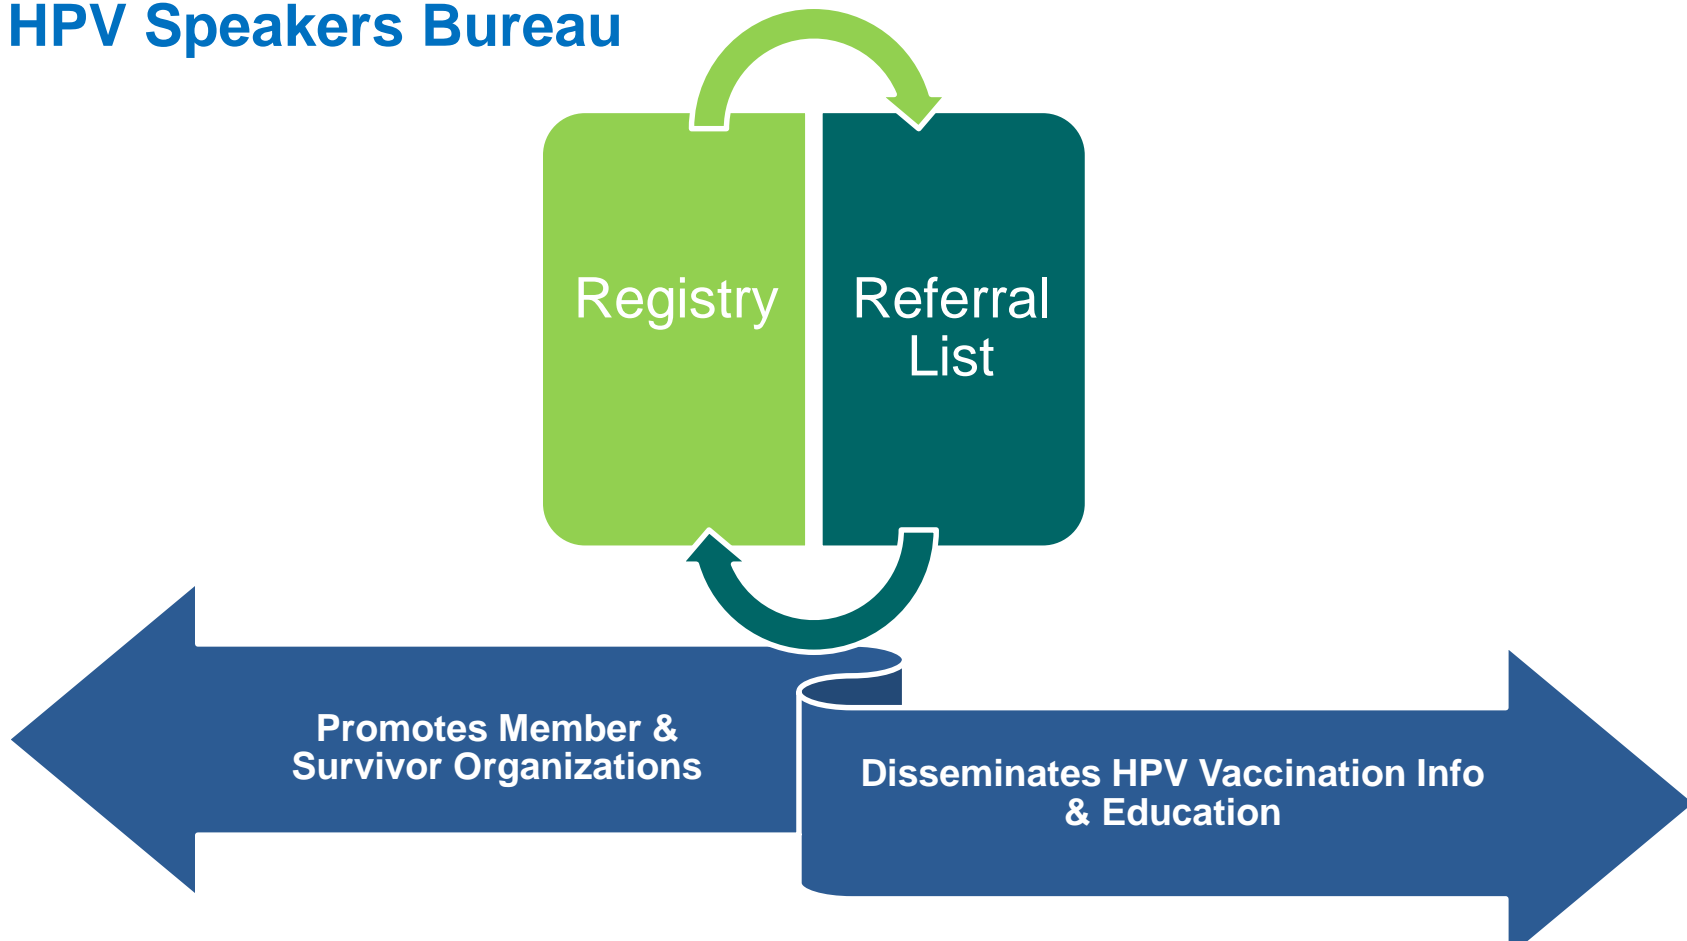 HPV Speakers Bureau
Registry
Referral
List
Promotes Member &
Survivor Organizations
Disseminates HPV Vaccination Info
& Education